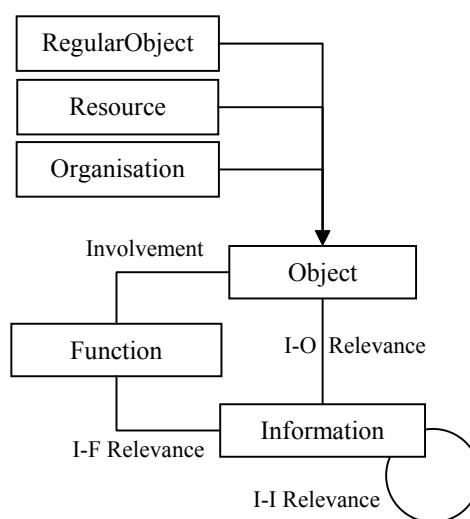 RegularObject
Resource
Organisation
Involvement
Object
Function
I-O Relevance
Information
I-F Relevance
I-I Relevance